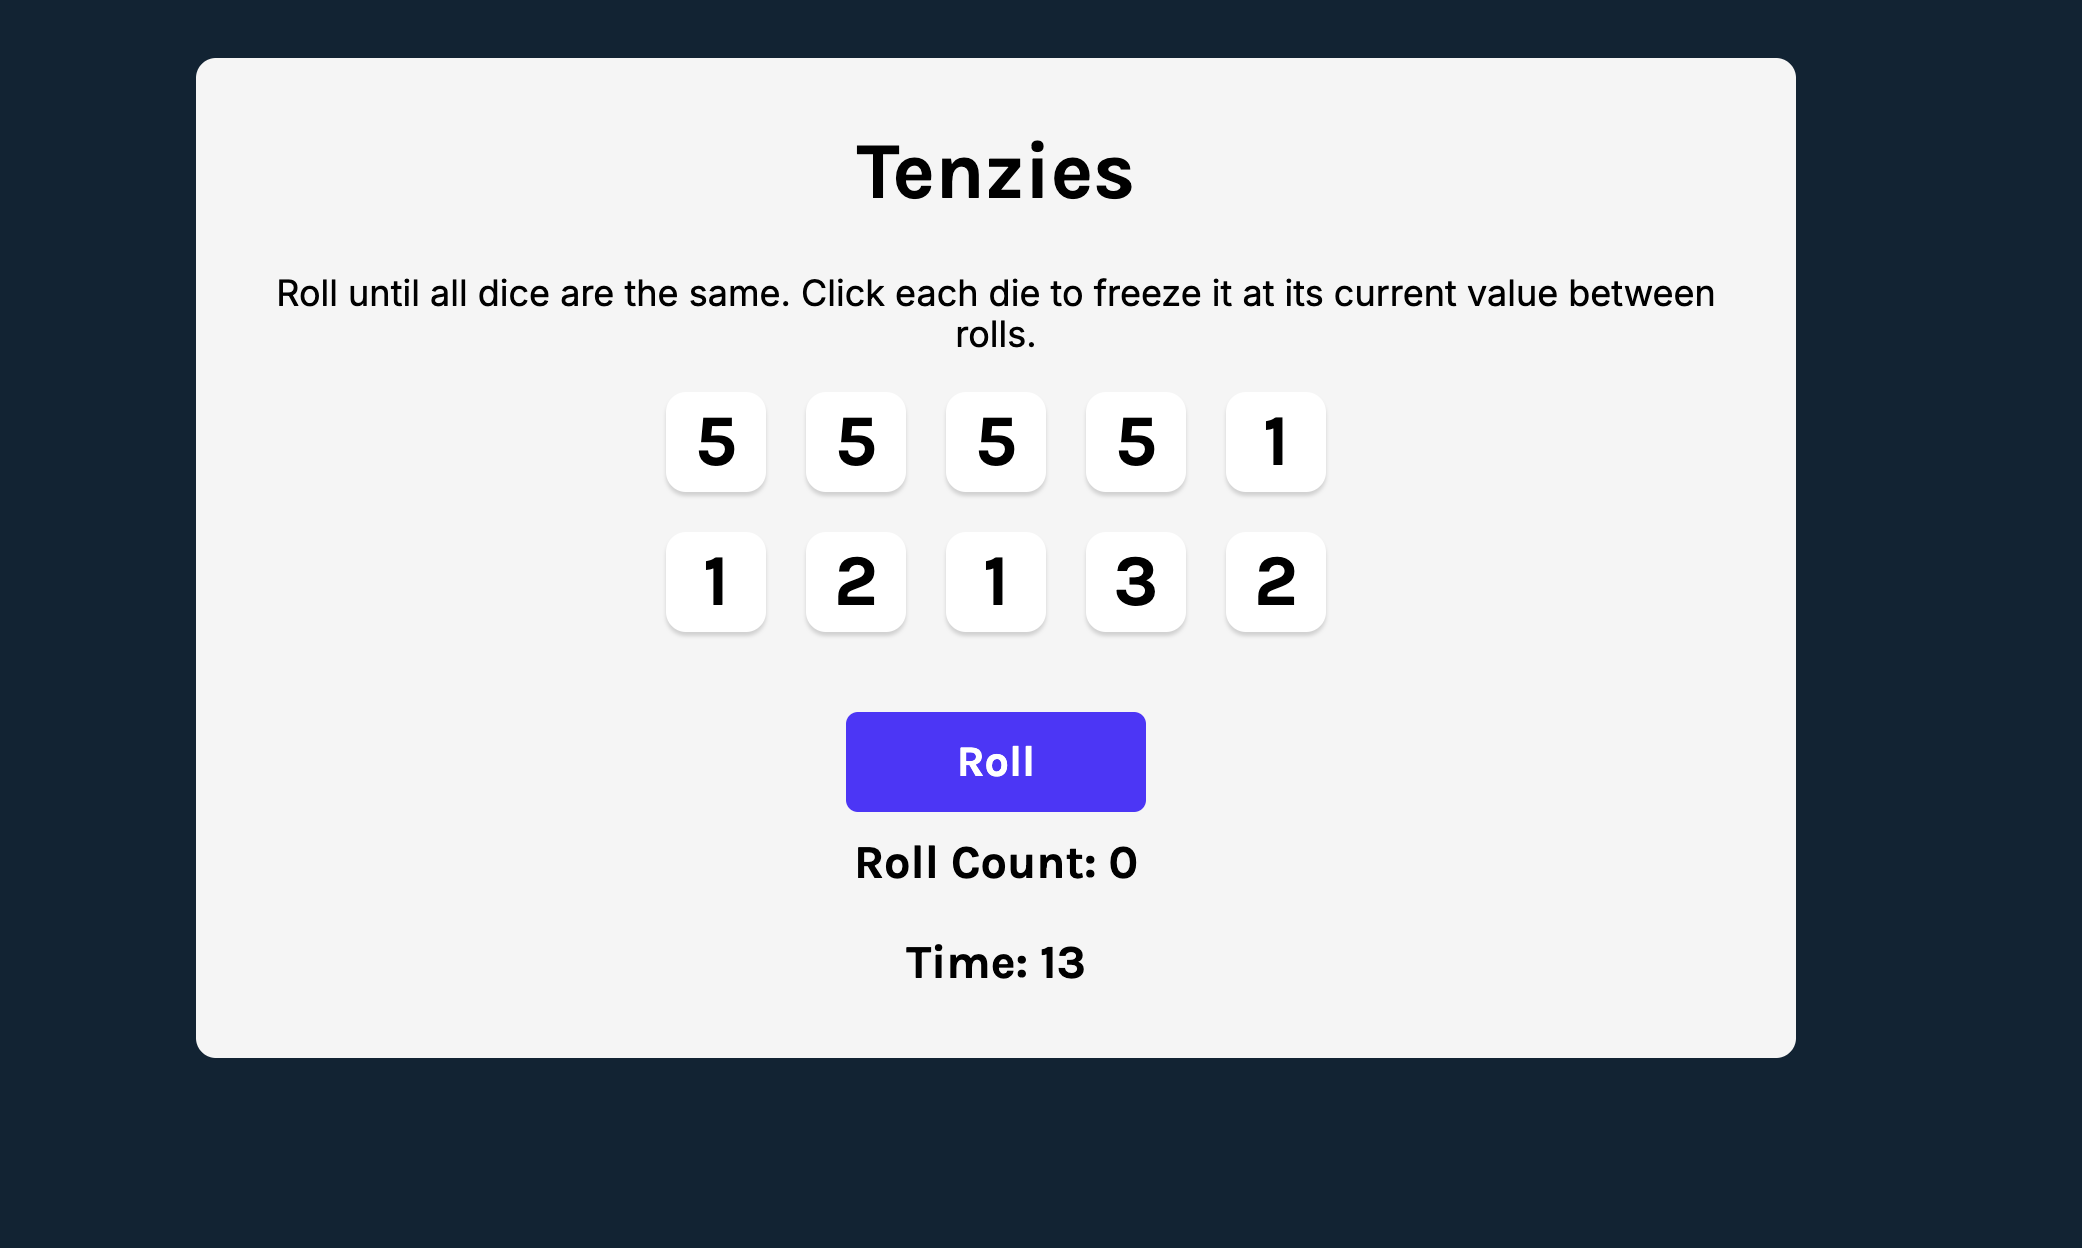 Tenzies
Roll until all dice are the same. Click each die to freeze it at its current value between
rolls.
5 5 5 5 1
1 2 1 3 2
Roll
Roll Count: 0
Time: 13